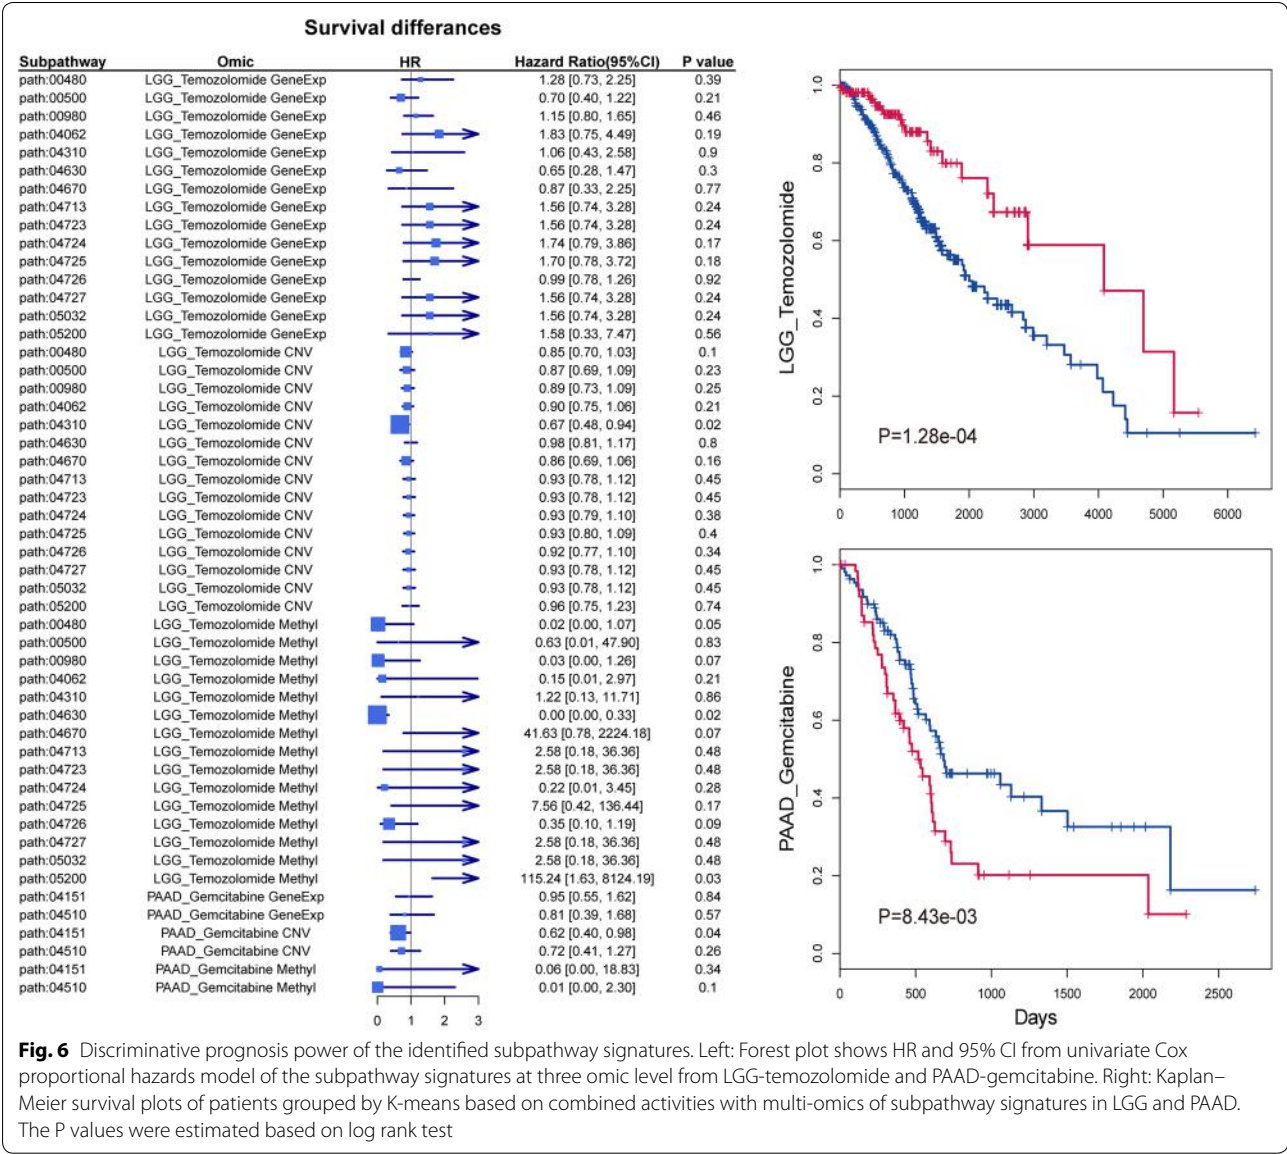 Survival differances
Subpathway Omic HR Hazard Ratio(95%CI) P value
path:00480 LGG_Temozolomide GeneExp 1.28 [0.73, 2.25] 0.39
path:00500 LGG_Temozolomide GeneExp 0.70 [0.40, 1.22] 0.21
path:00980 LGG_Temozolomide GeneExp 1.15 [0.80, 1.65] 0.46
path:04062 LGG_Temozolomide GeneExp 1.83 [0.75, 4.49] 0.19
path:04310 LGG_Temozolomide GeneExp 1.06 [0.43, 2.58] 0.9
path:04630 LGG_Temozolomide GeneExp 0.65 [0.28, 1.47] 0.3
path:04670 LGG_Temozolomide GeneExp 0.87 [0.33, 2.25] 0.77
path:04713 LGG_Temozolomide GeneExp 1.56 [0.74, 3.28] 0.24
path:04723 LGG_Temozolomide GeneExp 1.56 [0.74, 3.28] 0.24
path:04724 LGG_Temozolomide GeneExp 1.74 [0.79, 3.86] 0.17
path:04725 LGG_Temozolomide GeneExp 1.70 [0.78, 3.72] 0.18
path:04726 LGG_Temozolomide GeneExp 0.99 [0.78, 1.26] 0.92
path:04727 LGG_Temozolomide GeneExp 1.56 [0.74, 3.28] 0.24
path:05032 LGG_Temozolomide GeneExp 1.56 [0.74, 3.28] 0.24
path:05200 LGG_Temozolomide GeneExp 1.58 [0.33, 7.47] 0.56
path:00480 LGG_Temozolomide CNV 0.85 [0.70, 1.03] 0.1
path:00500 LGG_Temozolomide CNV 0.87 [0.69, 1.09] 0.23
path:00980 LGG_Temozolomide CNV 0.89 [0.73, 1.09] 0.25
path:04062 LGG_Temozolomide CNV 0.90 [0.75, 1.06] 0.21
path:04310 LGG_Temozolomide CNV 0.67 [0.48, 0.94] 0.02
path:04630 LGG_Temozolomide CNV 0.98 [0.81, 1.17] 0.8
path:04670 LGG_Temozolomide CNV 0.86 [0.69, 1.06] 0.16
path:04713 LGG_Temozolomide CNV 0.93 [0.78, 1.12] 0.45
path:04723 LGG_Temozolomide CNV 0.93 [0.78, 1.12] 0.45
path:04724 LGG_Temozolomide CNV 0.93 [0.79, 1.10] 0.38
path:04725 LGG_Temozolomide CNV 0.93 [0.80, 1.09] 0.4
path:04726 LGG_Temozolomide CNV 0.92 [0.77, 1.10] 0.34
path:04727 LGG_Temozolomide CNV 0.93 [0.78, 1.12] 0.45
path:05032 LGG_Temozolomide CNV 0.93 [0.78, 1.12] 0.45
path:05200 LGG_Temozolomide CNV 0.96 [0.75, 1.23] 0.74
path:00480 LGG_Temozolomide Methyl 0.02 [0.00, 1.07] 0.05
path:00500 LGG_Temozolomide Methyl 0.63 [0.01, 47.90] 0.83
path:00980 LGG_Temozolomide Methyl 0.03 [0.00, 1.26] 0.07
path:04062 LGG_Temozolomide Methyl 0.15 [0.01, 2.97] 0.21
path:04310 LGG_Temozolomide Methyl 1.22 [0.13, 11.71] 0.86
path:04630 LGG_Temozolomide Methyl 0.00 [0.00, 0.33] 0.02
path:04670 LGG_Temozolomide Methyl 41.63 [0.78, 2224.18] 0.07
path:04713 LGG_Temozolomide Methyl 2.58 [0.18, 36.36] 0.48
path:04723 LGG_Temozolomide Methyl 2.58 [0.18, 36.36] 0.48
path:04724 LGG_Temozolomide Methyl 0.22 [0.01, 3.45] 0.28
path:04725 LGG_Temozolomide Methyl 7.56 [0.42, 136.44] 0.17
path:04726 LGG_Temozolomide Methyl 0.35 [0.10, 1.19] 0.09
path:04727 LGG_Temozolomide Methyl 2.58 [0.18, 36.36] 0.48
path:05032 LGG_Temozolomide Methyl 2.58 [0.18, 36.36] 0.48
path:05200 LGG_Temozolomide Methyl 115.24 [1.63, 8124.19] 0.03
path:04151 PAAD_Gemcitabine GeneExp 0.95 [0.55, 1.62] 0.84
path:04510 PAAD_Gemcitabine GeneExp 0.81 [0.39, 1.68] 0.57
path:04151 PAAD_Gemcitabine CNV 0.62 [0.40, 0.98] 0.04
path:04510 PAAD_Gemcitabine CNV 0.72 [0.41, 1.27] 0.26
path:04151 PAAD_Gemcitabine Methyl 0.06 [0.00, 18.83] 0.34
path:04510 PAAD_Gemcitabine Methyl 0.01 [0.00, 2.30] 0.1
0 1 2 3
LGG_Temozolomide
1.0
0.8
0.6
0.4
0.2
0.0
P=1.28e-04
0 1000 2000 3000 4000 5000 6000
PAAD_Gemcitabine
1.0
0.8
0.6
0.4
0.2
0.0
P=8.43e-03
0 500 1000 1500 2000 2500
Days
Fig. 6 Discriminative prognosis power of the identified subpathway signatures. Left: Forest plot shows HR and 95% CI from univariate Cox
proportional hazards model of the subpathway signatures at three omic level from LGG-temozolomide and PAAD-gemcitabine. Right: Kaplan–
Meier survival plots of patients grouped by K-means based on combined activities with multi-omics of subpathway signatures in LGG and PAAD.
The P values were estimated based on log rank test